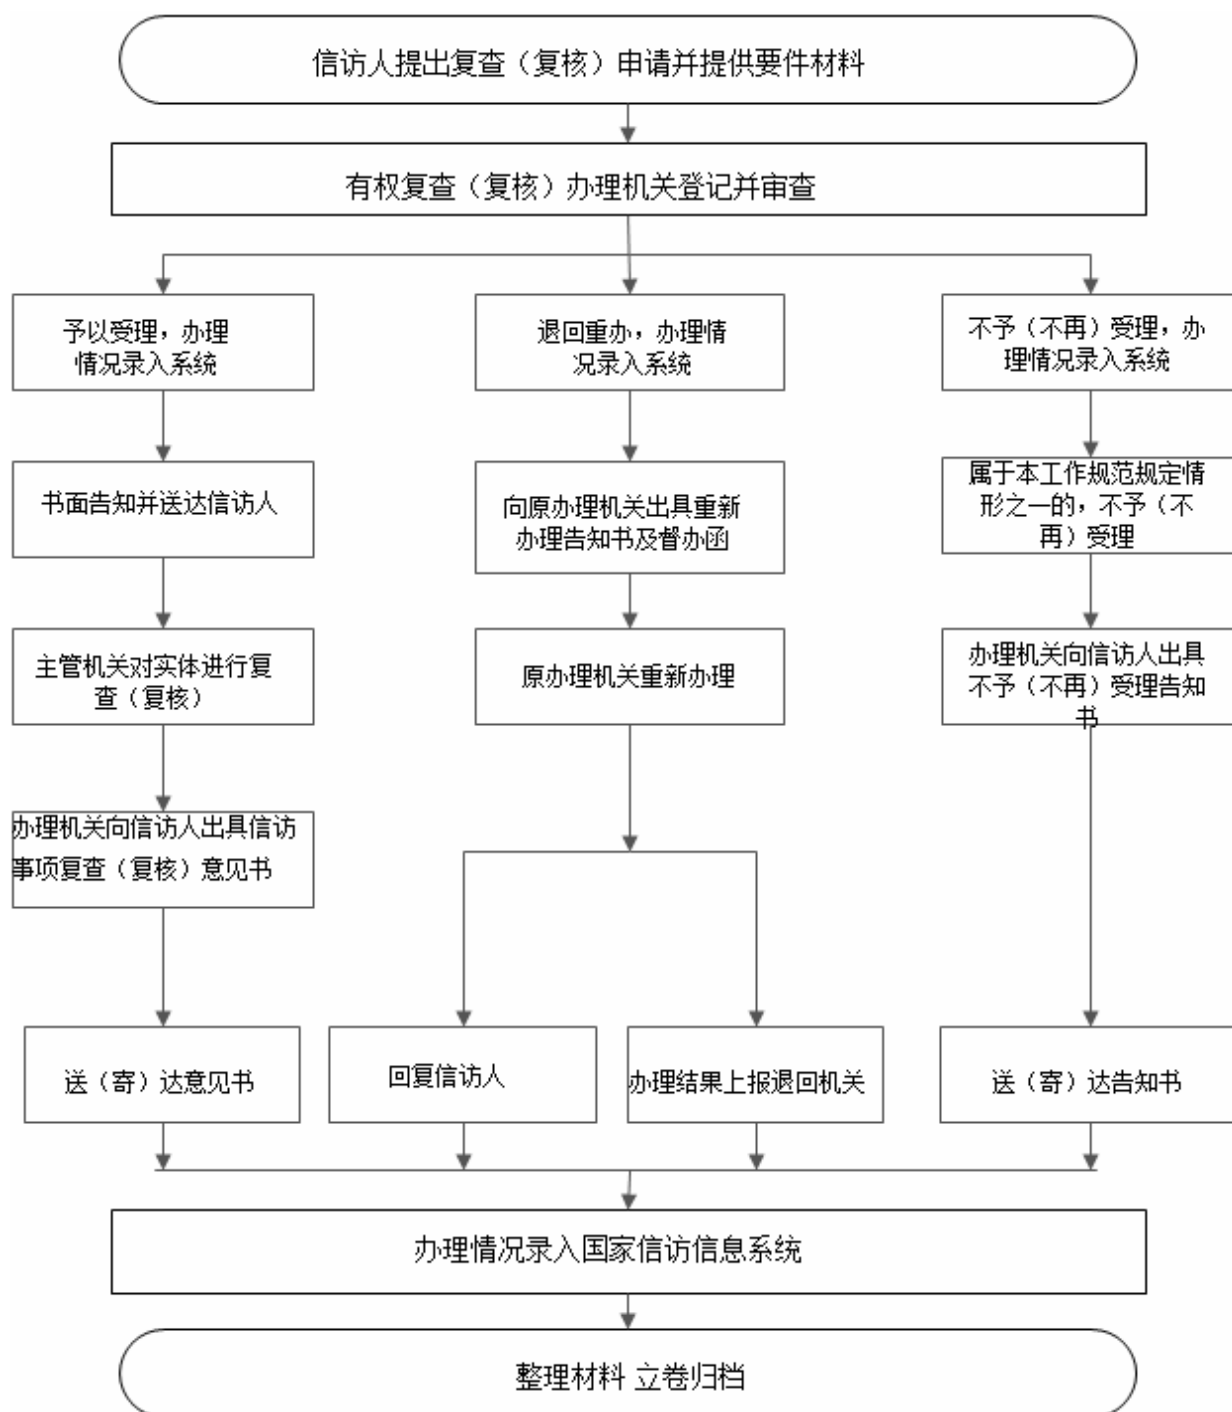 信访人提出复查（复核）申请并提供要件材料
有权复查（复核）办理机关登记并审查
予以受理，办理
情况录入系统
退回重办，办理情
况录入系统
不予（不再）受理，办
理情况录入系统
书面告知并送达信访人
向原办理机关出具重新
办理告知书及督办函
属于本工作规范规定情
形之一的，不予（不
再）受理
主管机关对实体进行复
查（复核）
原办理机关重新办理
办理机关向信访人出具
不予（不再）受理告知
书
办理机关向信访人出具信访
事项复查（复核）意见书
送（寄）达意见书
回复信访人
办理结果上报退回机关
送（寄）达告知书
办理情况录入国家信访信息系统
整理材料 立卷归档